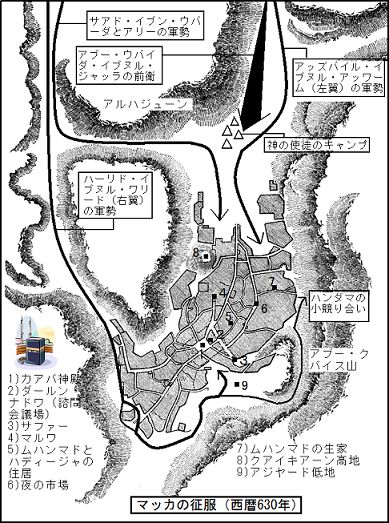 サアド・イブン・ウバ
ーダとアリーの軍勢
アブー・ウバイ
ダ・イブヌル・
ジャッラの前衛
アッズバイル・イ
ブヌル・アッワー
ム（左翼）の軍勢
アルハジューン
神の使徒のキャンプ
ハーリド・イ
ブヌル・ワリ
ード（右翼）
の軍勢
8
7
4
6
5
2
1
3
9
ハンダマの
小競り合い
アブー・ク
バイス山
1)カアバ神殿
2)ダールン
ナドワ（諮問
会議場）
3)サファー
4)マルワ
5)ムハンマドと
ハディージャの
住居
6)夜の市場
7)ムハンマドの生家
8)クアイキアーン高地
9)アジヤード低地
マッカの征服（西暦630年）